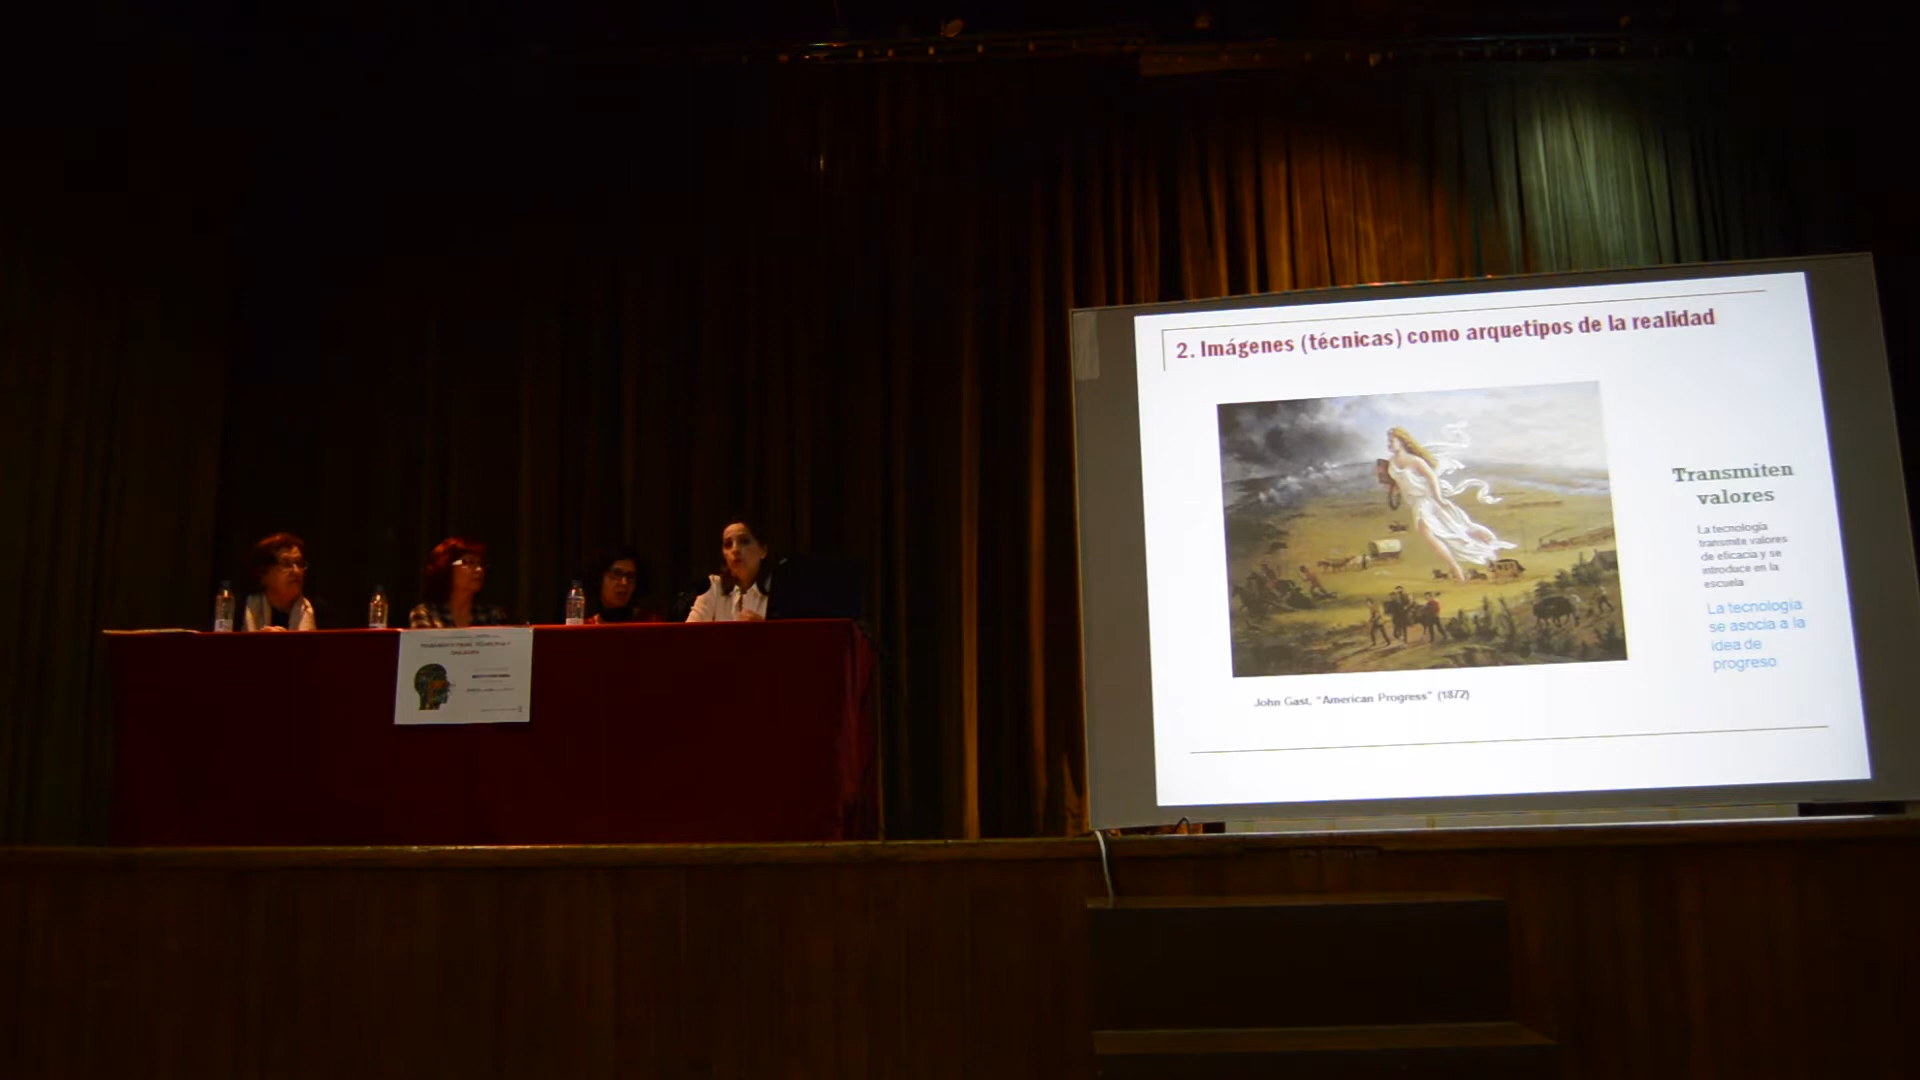 2. Imágenes (técnicas) como arquetipos de la realidad
Transmiten
valores
La tecnología
transmite valores
de eficacia y se
introduce en la
escuela
La tecnología
se asocia a la
idea de
progreso
John Gast, "American Progress" (1872)